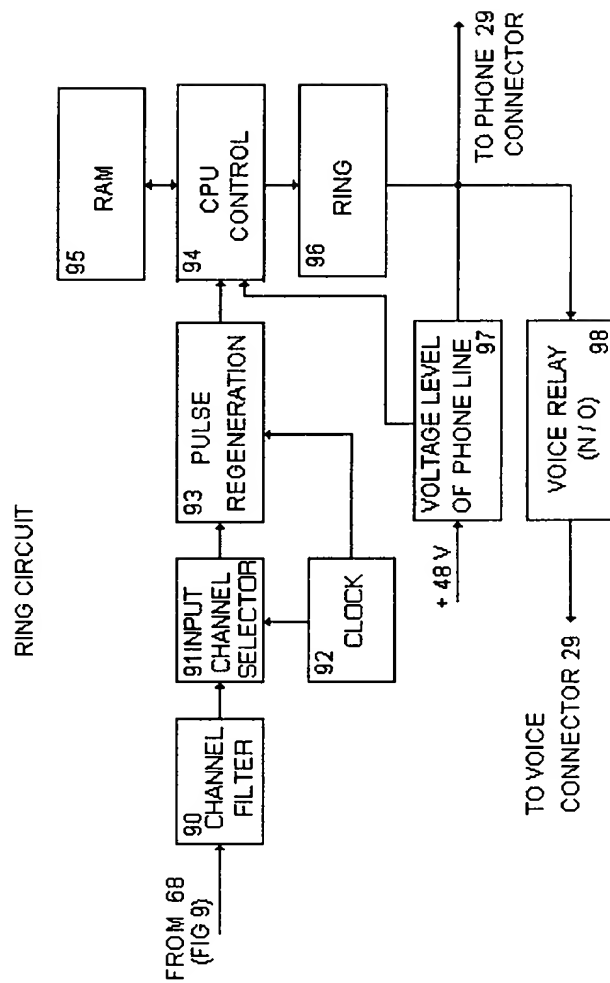 RING CIRCUIT
FROM 68
(FIG 9)
90
CHANNEL
FILTER
91 INPUT
CHANNEL
SELECTOR
92
CLOCK
93 PULSE
REGENERATION
94 CPU
CONTROL
95
RAM
96
RING
+ 48 V
VOLTAGE LEVEL
OF PHONE LINE
97
VOICE RELAY
(N / O)
98
TO VOICE
CONNECTOR 29
TO PHONE 29
CONNECTOR